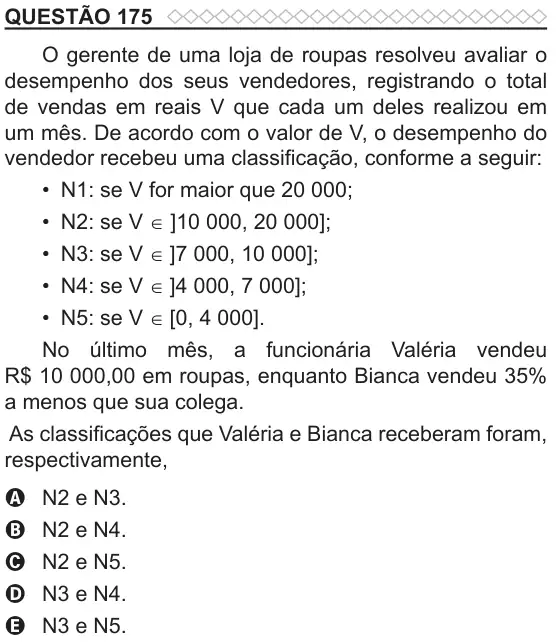 QUESTÃO 175
O gerente de uma loja de roupas resolveu avaliar o
desempenho dos seus vendedores, registrando o total
de vendas em reais V que cada um deles realizou em
um mês. De acordo com o valor de V, o desempenho do
vendedor recebeu uma classificação, conforme a seguir:
• N1: se V for maior que 20 000;
• N2: se V ∈ ]10 000, 20 000];
• N3: se V ∈ ]7 000, 10 000];
• N4: se V ∈ ]4 000, 7 000];
• N5: se V ∈ [0, 4 000].
No último mês, a funcionária Valéria vendeu
R$ 10 000,00 em roupas, enquanto Bianca vendeu 35%
a menos que sua colega.
As classificações que Valéria e Bianca receberam foram,
respectivamente,
A N2 e N3.
B N2 e N4.
C N2 e N5.
D N3 e N4.
E N3 e N5.